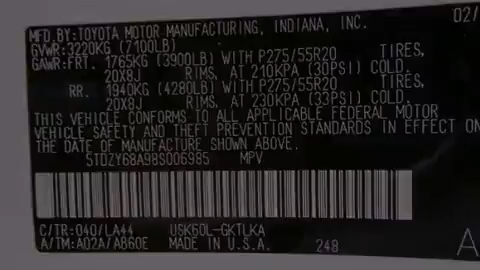 MFD.BY:TOYOTA MOTOR MANUFACTURING, INDIANA, INC. 02/
GVWR:3220KG (7100LB)
GAWR:FRT. 1765KG (3900LB) WITH P275/55R20 TIRES,
20X8J RIMS, AT 210KPA (30PSI) COLD.
RR. 1940KG (4280LB) WITH P275/55R20 TIRES,
20X8J RIMS, AT 230KPA (33PSI) COLD.
THIS VEHICLE CONFORMS TO ALL APPLICABLE FEDERAL MOTOR
VEHICLE SAFETY AND THEFT PREVENTION STANDARDS IN EFFECT ON
THE DATE OF MANUFACTURE SHOWN ABOVE.
5TDZY68A98S006985 MPV
C/TR:040/LA44 USK60L-GKTLKA
A/TM:A02A/AB60E MADE IN U.S.A. 248 A